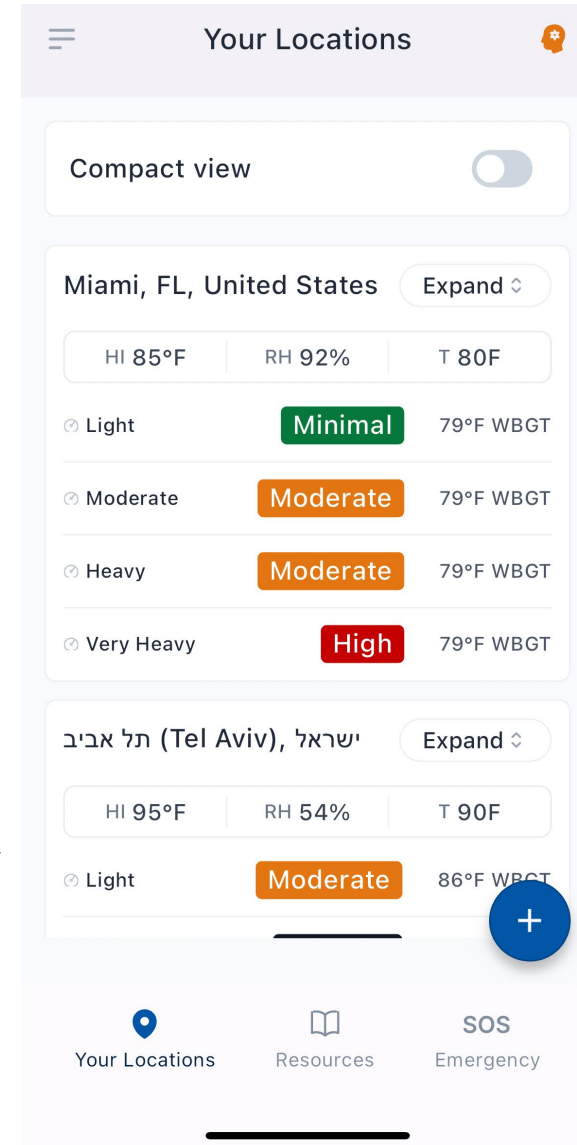 Your Locations
Compact view
Miami, FL, United States Expand
HI 85°F RH 92% T 80F
Light Minimal 79°F WBGT
Moderate Moderate 79°F WBGT
Heavy Moderate 79°F WBGT
Very Heavy High 79°F WBGT
תל אביב (Tel Aviv), ישראל Expand
HI 95°F RH 54% T 90F
Light Moderate 86°F WBGT
+
Your Locations Resources SOS Emergency